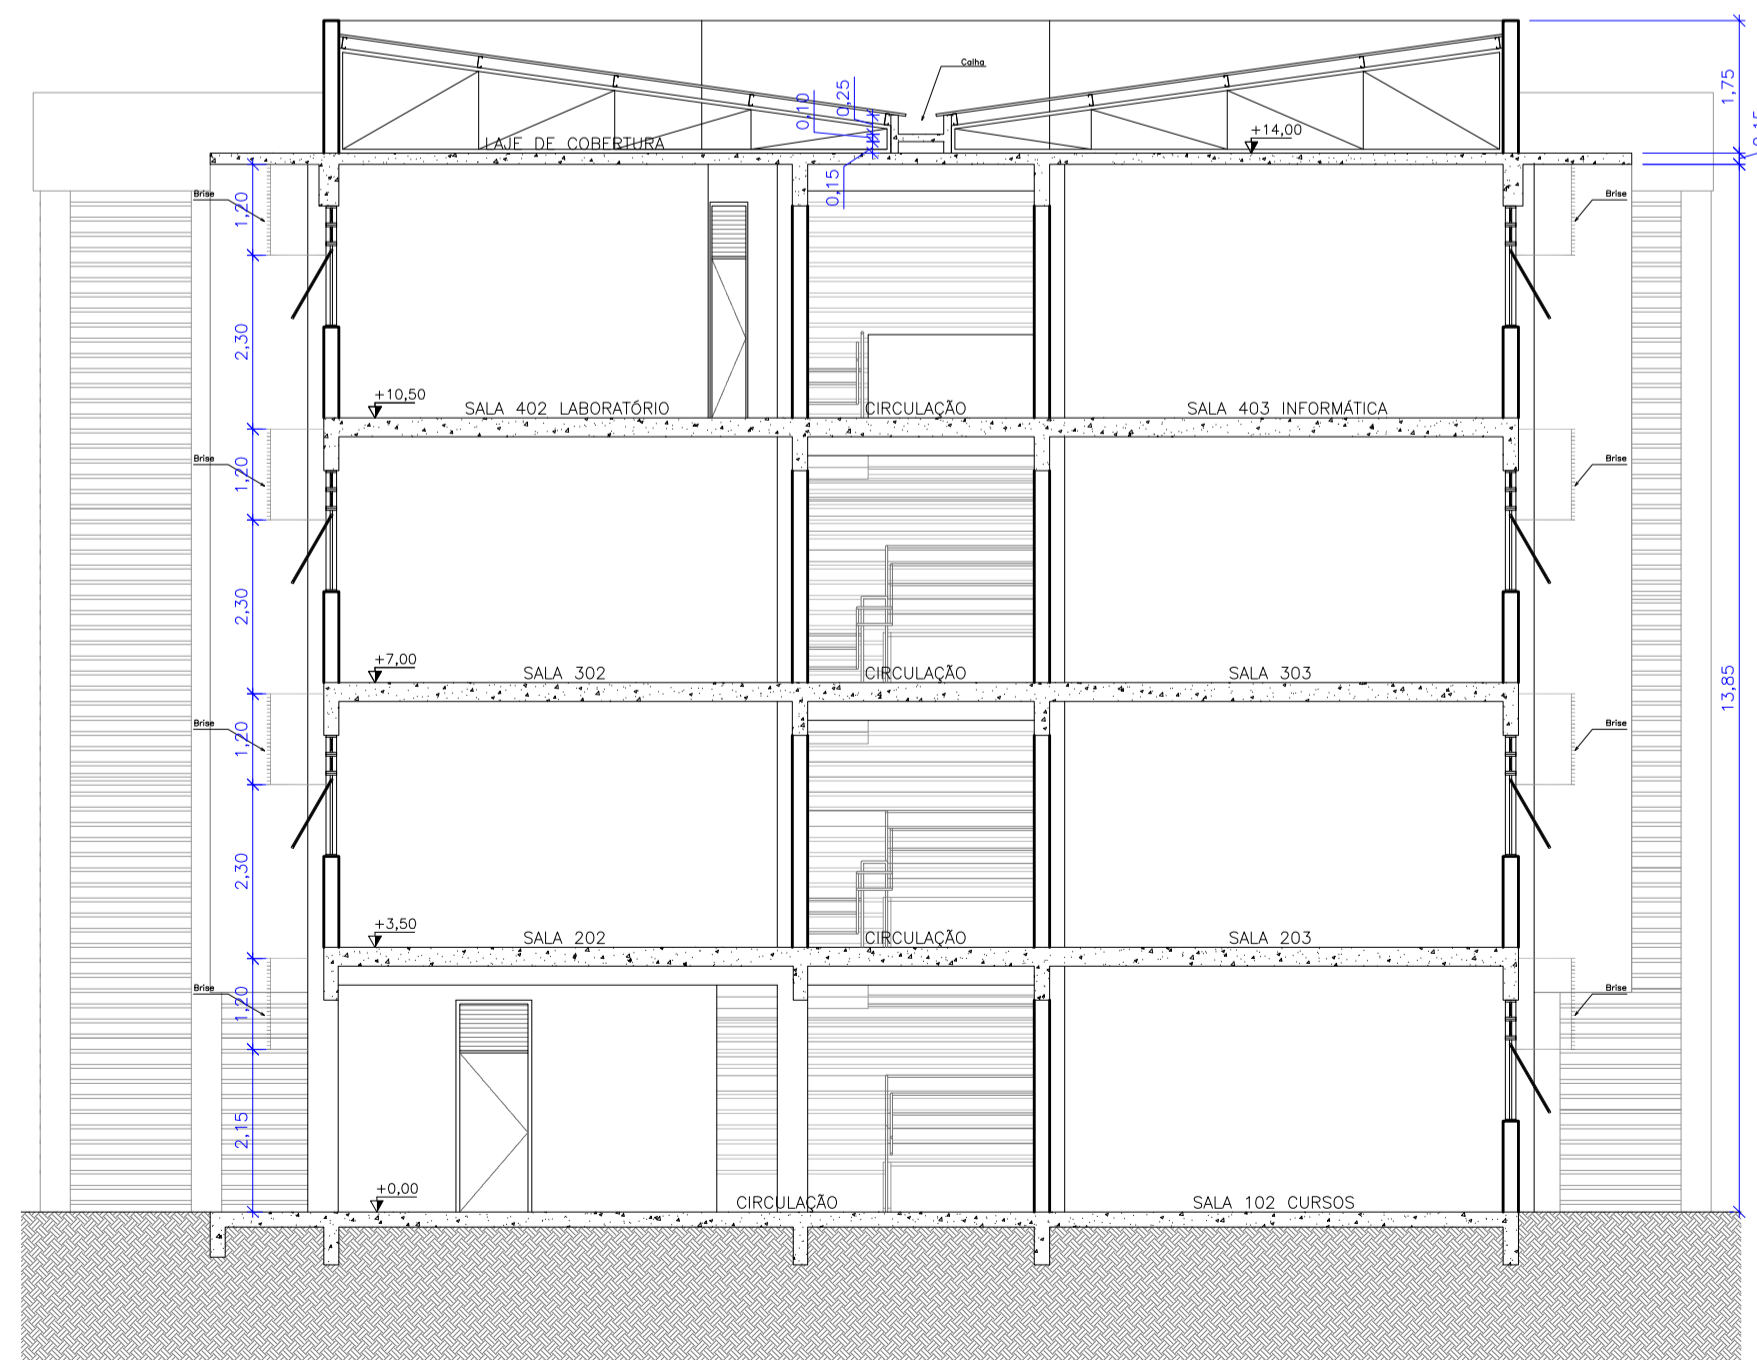 Calha
1,75
0,10
0,25
LAJE DE COBERTURA
+14,00
0,15
0,15
Brise
1,20
Brise
2,30
+10,50
SALA 402 LABORATÓRIO
CIRCULAÇÃO
SALA 403 INFORMÁTICA
Brise
1,20
Brise
2,30
+7,00
SALA 302
CIRCULAÇÃO
SALA 303
13,85
Brise
1,20
Brise
2,30
+3,50
SALA 202
CIRCULAÇÃO
SALA 203
Brise
1,20
Brise
2,15
+0,00
CIRCULAÇÃO
SALA 102 CURSOS